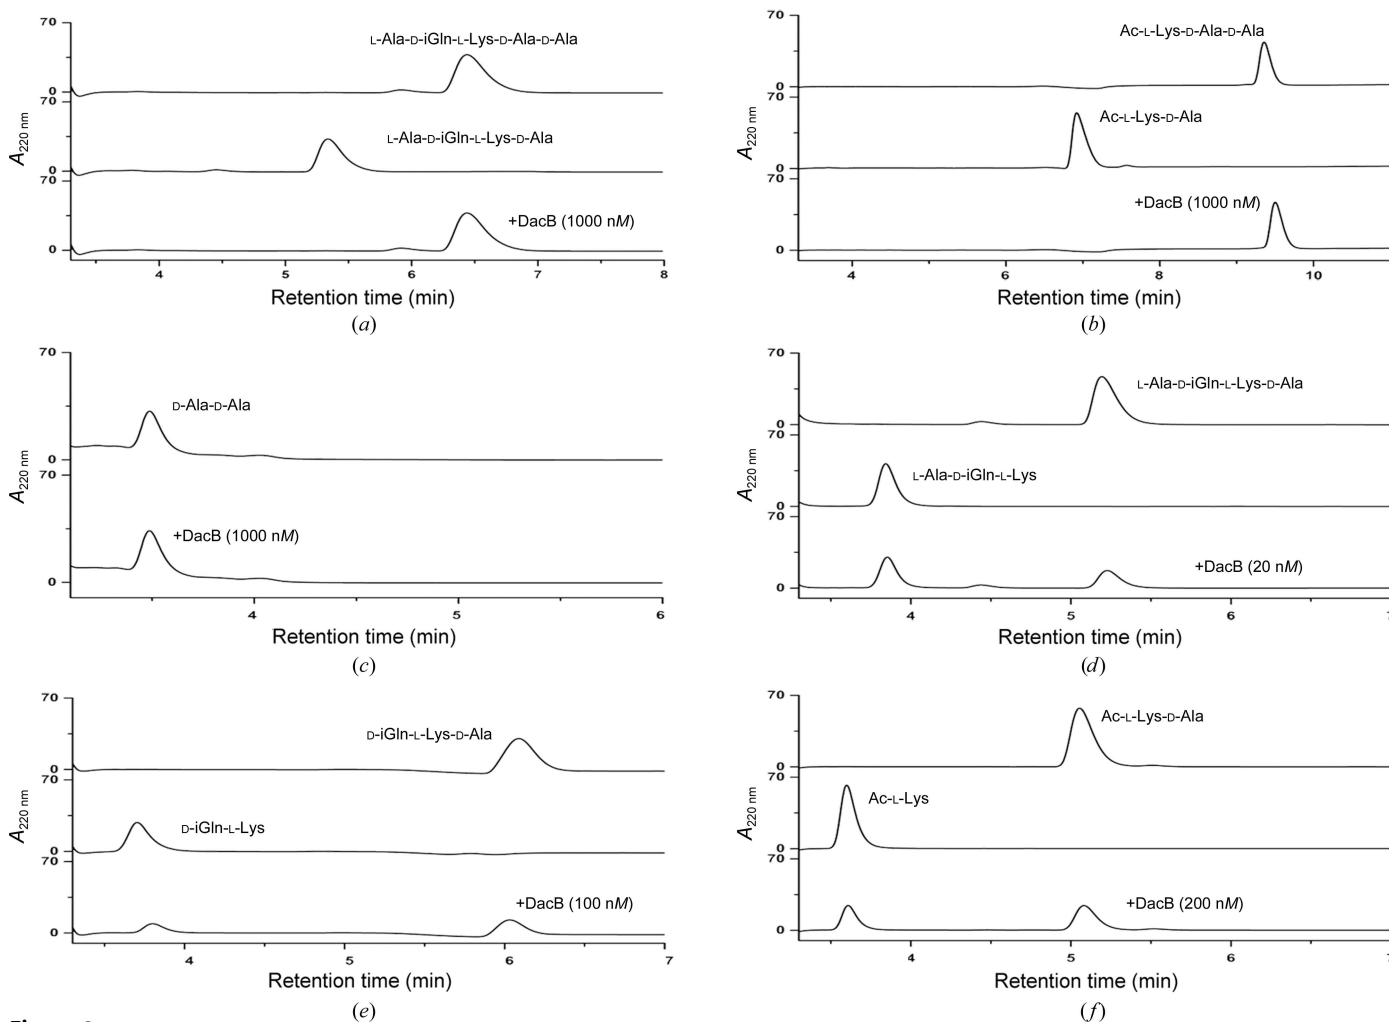 70
L-Ala-D-iGln-L-Lys-D-Ala-D-Ala
0
70
L-Ala-D-iGln-L-Lys-D-Ala
0
70
+DacB (1000 nM)
0
A220 nm
4 5 6 7 8
Retention time (min)
(a)
70
Ac-L-Lys-D-Ala-D-Ala
0
70
Ac-L-Lys-D-Ala
0
70
+DacB (1000 nM)
0
A220 nm
4 6 8 10
Retention time (min)
(b)
70
D-Ala-D-Ala
0
70
+DacB (1000 nM)
0
A220 nm
4 5 6
Retention time (min)
(c)
70
L-Ala-D-iGln-L-Lys-D-Ala
0
70
L-Ala-D-iGln-L-Lys
0
70
+DacB (20 nM)
0
A220 nm
4 5 6
Retention time (min)
(d)
70
D-iGln-L-Lys-D-Ala
0
70
D-iGln-L-Lys
0
70
+DacB (100 nM)
0
A220 nm
4 5 6 7
Retention time (min)
(e)
70
Ac-L-Lys-D-Ala
0
70
Ac-L-Lys
0
70
+DacB (200 nM)
0
A220 nm
4 5 6
Retention time (min)
(f)